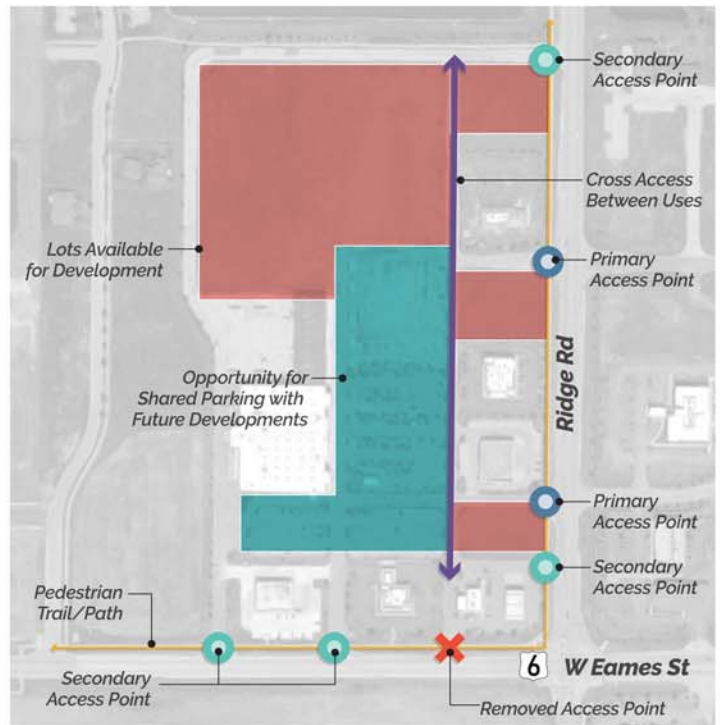 Secondary
Access Point
Cross Access
Between Uses
Lots Available
for Development
Primary
Access Point
Ridge Rd
Opportunity for
Shared Parking with
Future Developments
Primary
Access Point
Secondary
Access Point
Pedestrian
Trail/Path
Secondary
Access Point
6
W Eames St
Removed Access Point